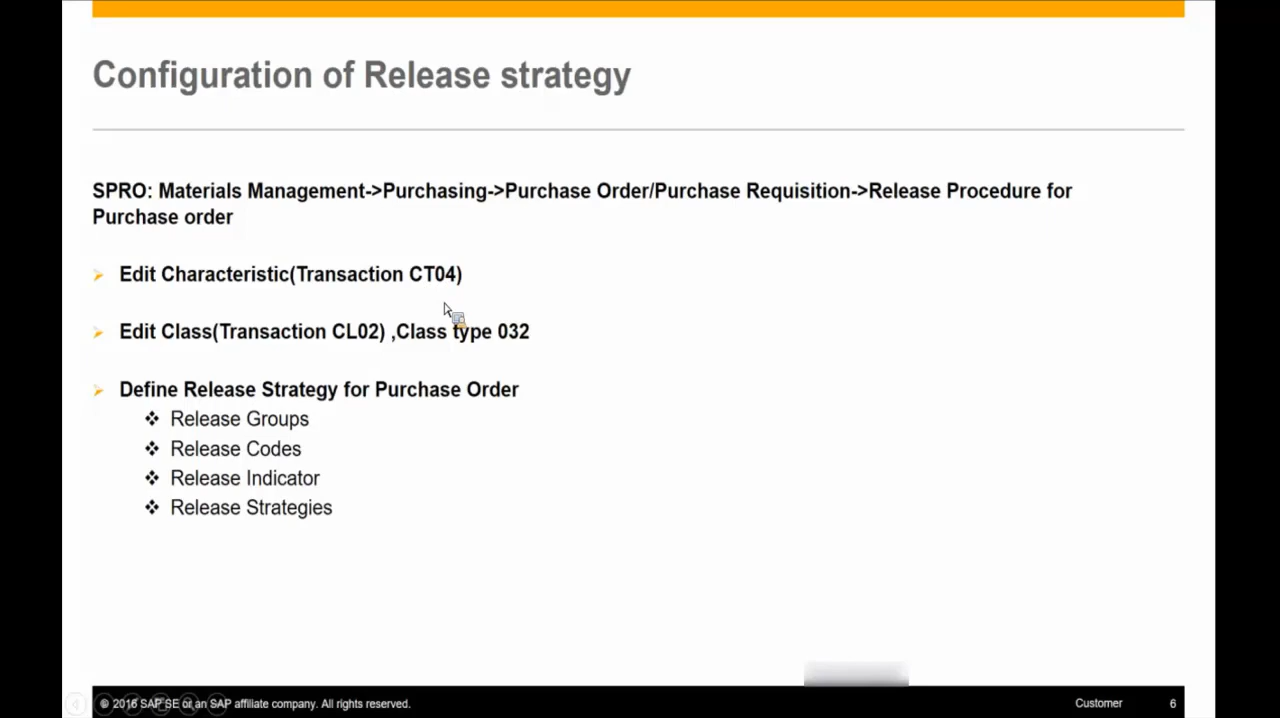 Configuration of Release strategy
SPRO: Materials Management->Purchasing->Purchase Order/Purchase Requisition->Release Procedure for
Purchase order
Edit Characteristic(Transaction CT04)
Edit Class(Transaction CL02) ,Class type 032
Define Release Strategy for Purchase Order
Release Groups
Release Codes
Release Indicator
Release Strategies
© 2016 SAP SE or an SAP affiliate company. All rights reserved.
Customer
6